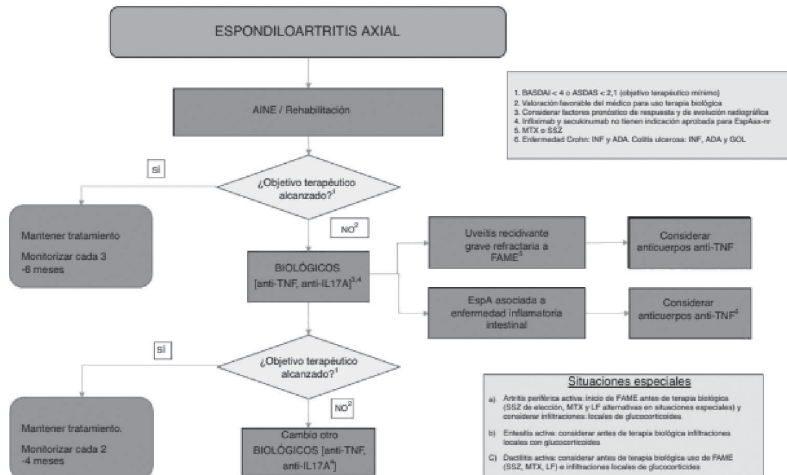 ESPONDILOARTRITIS AXIAL
AINE / Rehabilitación
1. BASDAI < 4 o ASDAS < 2,1 (objetivo terapéutico mínimo)
2. Valoración favorable del médico para uso terapia biológica
3. Considerar factores pronóstico de respuesta y de evolución radiográfica
4. Infliximab y secukinumab no tienen indicación aprobada para EspAax-nr
5. MTX o SSZ
6. Enfermedad Crohn: INF y ADA. Colitis ulcerosa: INF, ADA y GOL
SÍ
¿Objetivo terapéutico
alcanzado?1
NO2
Mantener tratamiento
Monitorizar cada 3
-6 meses
BIOLÓGICOS
[anti-TNF, anti-IL17A]3,4
Uveitis recidivante
grave refractaria a
FAME5
Considerar
anticuerpos anti-TNF
EspA asociada a
enfermedad inflamatoria
intestinal
Considerar
anticuerpos anti-TNF6
SÍ
¿Objetivo terapéutico
alcanzado?1
NO2
Mantener tratamiento.
Monitorizar cada 2
-4 meses
Cambio otro
BIOLÓGICOS [anti-TNF,
anti-IL17A4]
Situaciones especiales
a) Artritis periférica activa: inicio de FAME antes de terapia biológica
(SSZ de elección, MTX y LF alternativas en situaciones especiales) y
considerar infiltraciones: locales de glucocorticoides
b) Entesitis activa: considerar antes de terapia biológica infiltraciones
locales con glucocorticoides
C) Dactilitis activa: considerar antes de terapia biológica uso de FAME
(SSZ, MTX, LF) e infiltraciones locales de glucocorticoides